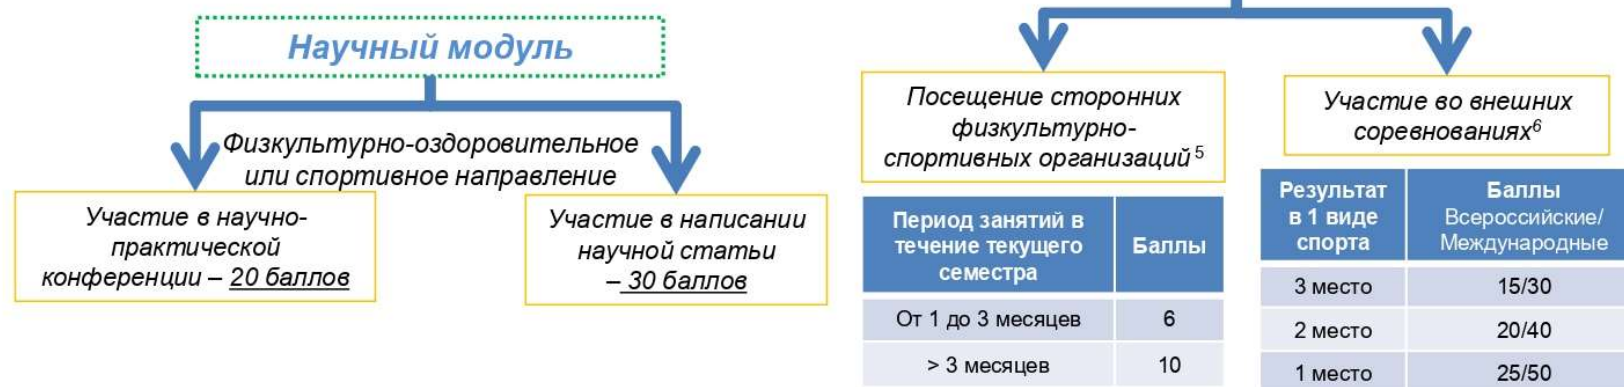 Научный модуль
Физкультурно-оздоровительное
или спортивное направление
Участие в научно-
практической
конференции – 20 баллов
Участие в написании
научной статьи
– 30 баллов
Посещение сторонних
физкультурно-
спортивных организаций ⁵
Период занятий в
течение текущего
семестра
Баллы
От 1 до 3 месяцев 6
> 3 месяцев 10
Участие во внешних
соревнованиях⁶
Результат
в 1 виде
спорта
Баллы
Всероссийские/
Международные
3 место 15/30
2 место 20/40
1 место 25/50